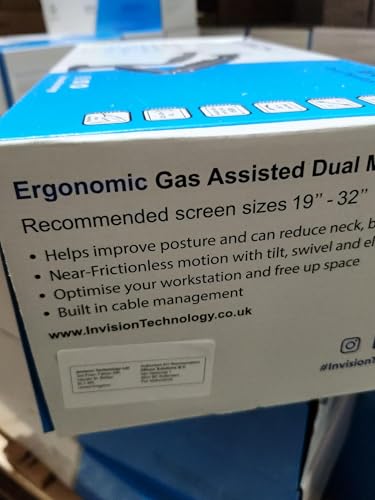 Ergonomic Gas Assisted Dual
Recommended screen sizes 19” - 32”
• Helps improve posture and can reduce neck,
• Near-Frictionless motion with tilt, swivel and
• Optimise your workstation and free up space
• Built in cable management
www.InvisionTechnology.co.uk